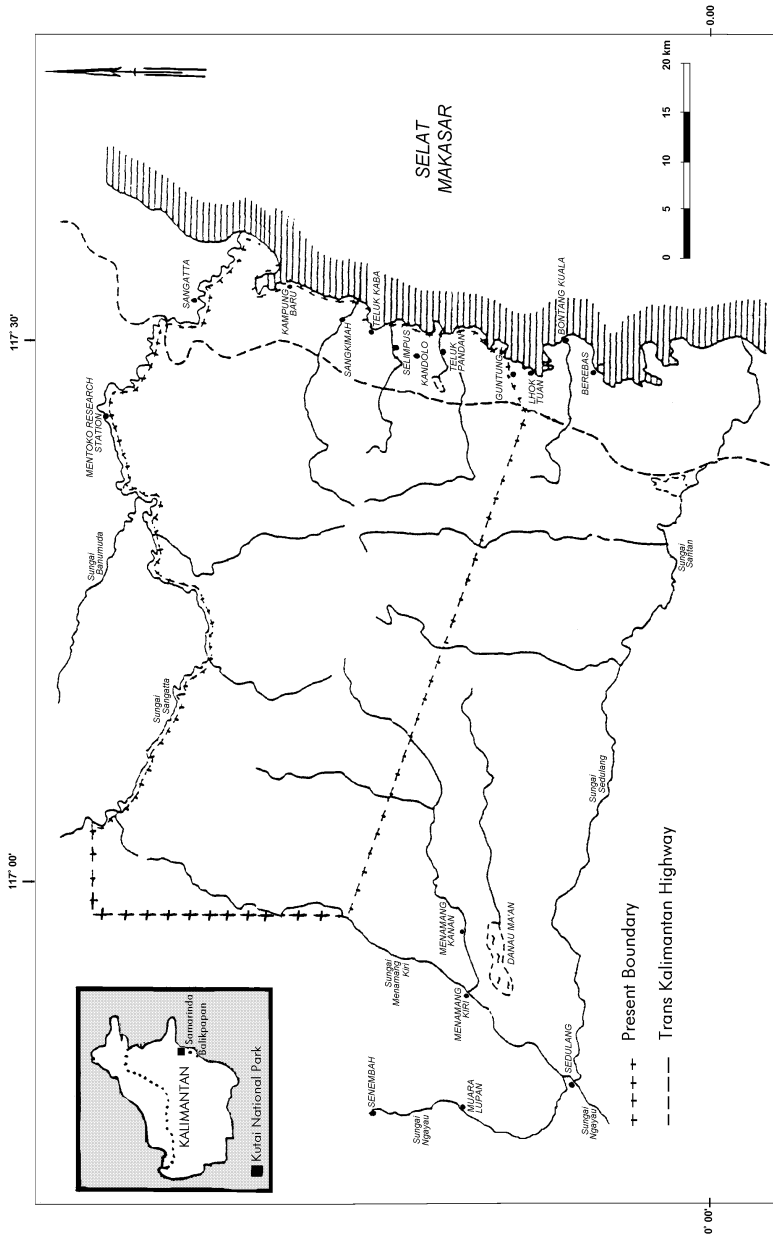 117° 00'
117° 30'
KALIMANTAN
Samarinda
Balikpapan
Kutai National Park
Sungai
Banumuda
MENTOKO RESEARCH
STATION
SANGATTA
Sungai
Sangatta
KAMPUNG
BARU
SANGKIMAH
TELUK KABA
SELIMPUS
KANDOLO
TELUK
PANDAN
GUNTUNG
LHOK
TUAN
BONTANG KUALA
BEREBAS
SELAT
MAKASAR
SENEMBAH
Sungai
Ngayau
MUARA
LUPAN
Sungai
Menamang
Kiri
MENAMANG
KANAN
MENAMANG
KIRI
DANAU MA'AN
SEDULANG
Sungai
Ngayau
Sungai
Sedulang
Sungai
Santan
Present Boundary
Trans Kalimantan Highway
0 5 10 15 20 km
0° 00'
0.00